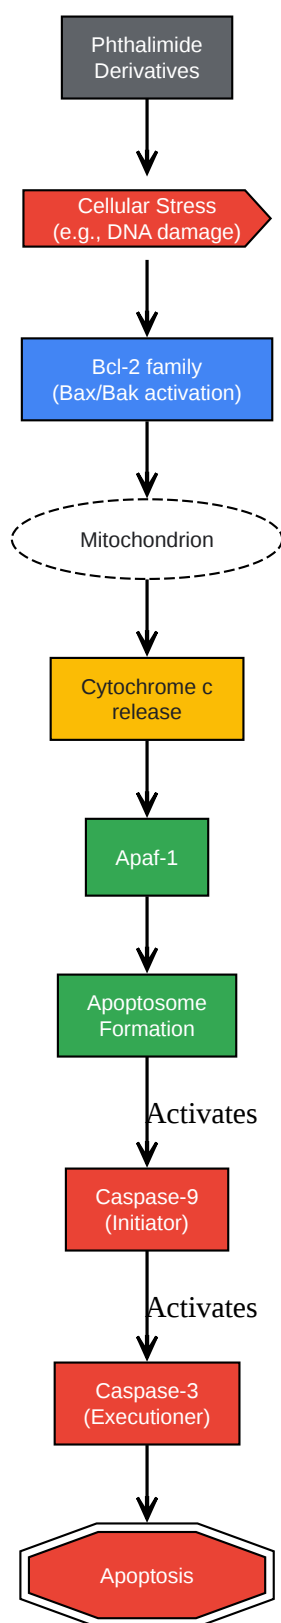 Phthalimide
Derivatives
Cellular Stress
(e.g., DNA damage)
Bcl-2 family
(Bax/Bak activation)
Mitochondrion
Cytochrome c
release
Apaf-1
Apoptosome
Formation
Activates
Caspase-9
(Initiator)
Activates
Caspase-3
(Executioner)
Apoptosis